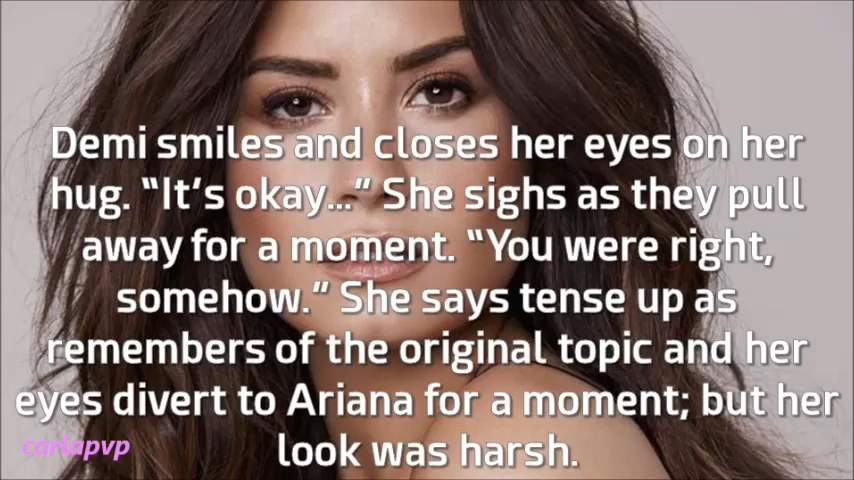 Demi smiles and closes her eyes on her
hug. “It’s okay...” She sighs as they pull
away for a moment. “You were right,
somehow.” She says tense up as
remembers of the original topic and her
eyes divert to Ariana for a moment; but her
look was harsh.
carlapvp